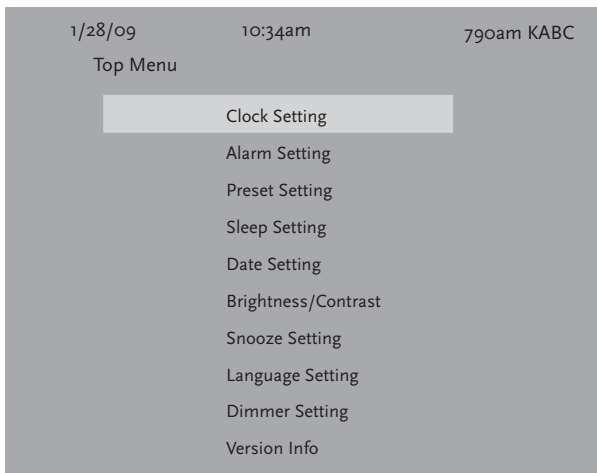 1/28/09 10:34am 790am KABC
Top Menu
Clock Setting
Alarm Setting
Preset Setting
Sleep Setting
Date Setting
Brightness/Contrast
Snooze Setting
Language Setting
Dimmer Setting
Version Info